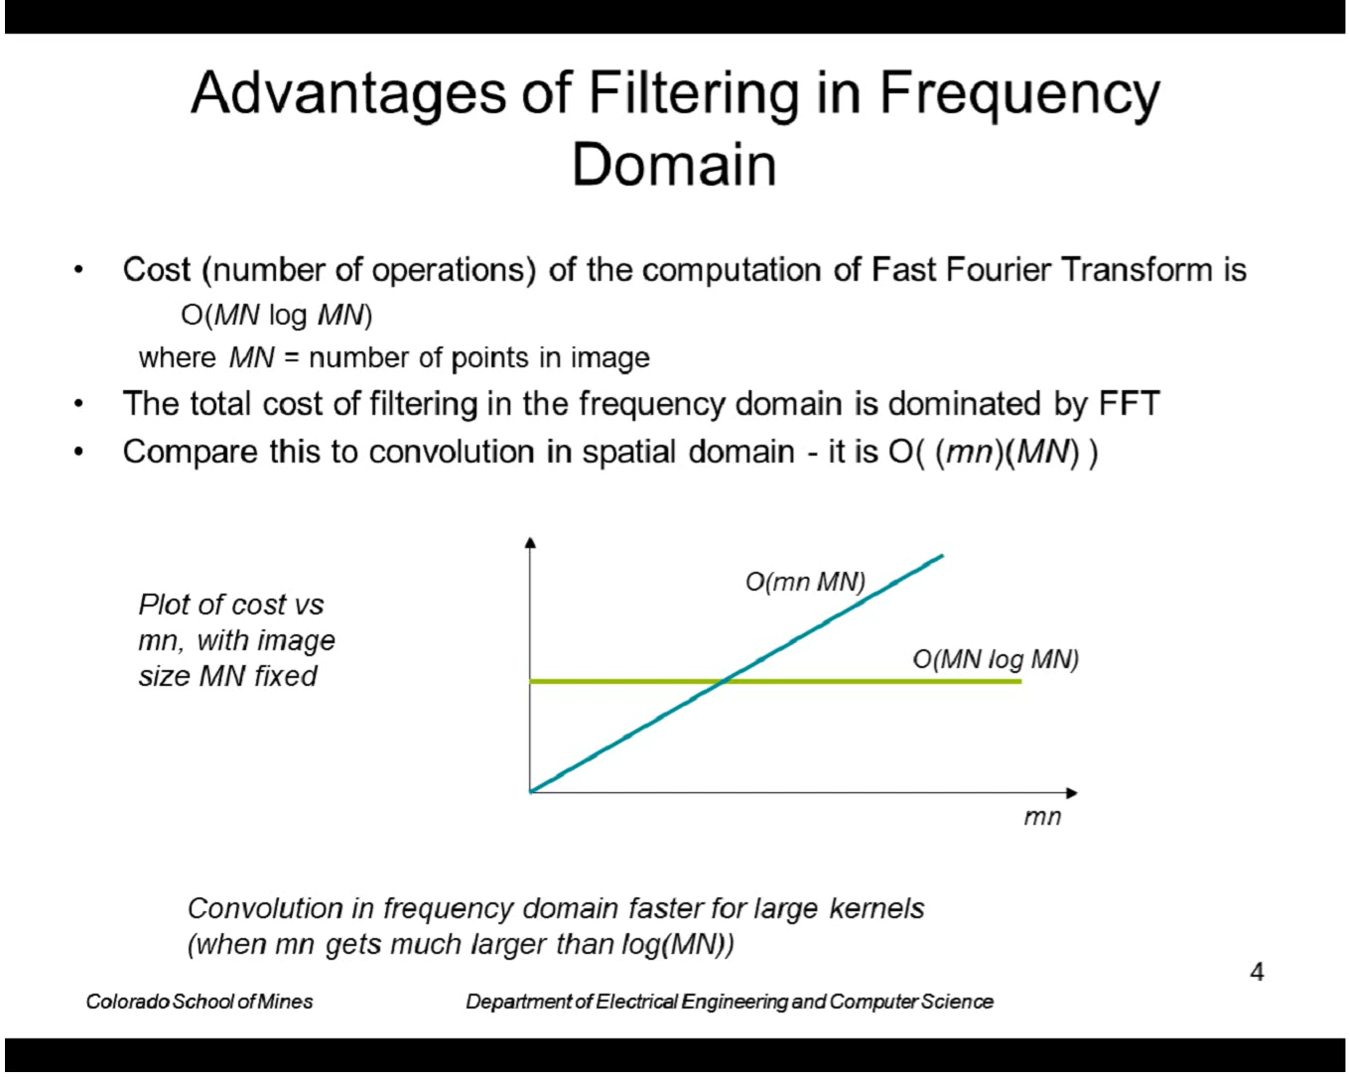 Advantages of Filtering in Frequency
Domain
• Cost (number of operations) of the computation of Fast Fourier Transform is
O(MN log MN)
where MN = number of points in image
• The total cost of filtering in the frequency domain is dominated by FFT
• Compare this to convolution in spatial domain - it is O( (mn)(MN) )
Plot of cost vs
mn, with image
size MN fixed
O(mn MN)
O(MN log MN)
mn
Convolution in frequency domain faster for large kernels
(when mn gets much larger than log(MN))
4
Colorado School of Mines
Department of Electrical Engineering and Computer Science